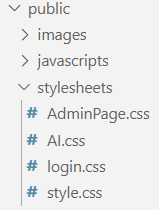 public
images
javascripts
stylesheets
# AdminPage.css
# AI.css
# login.css
# style.css